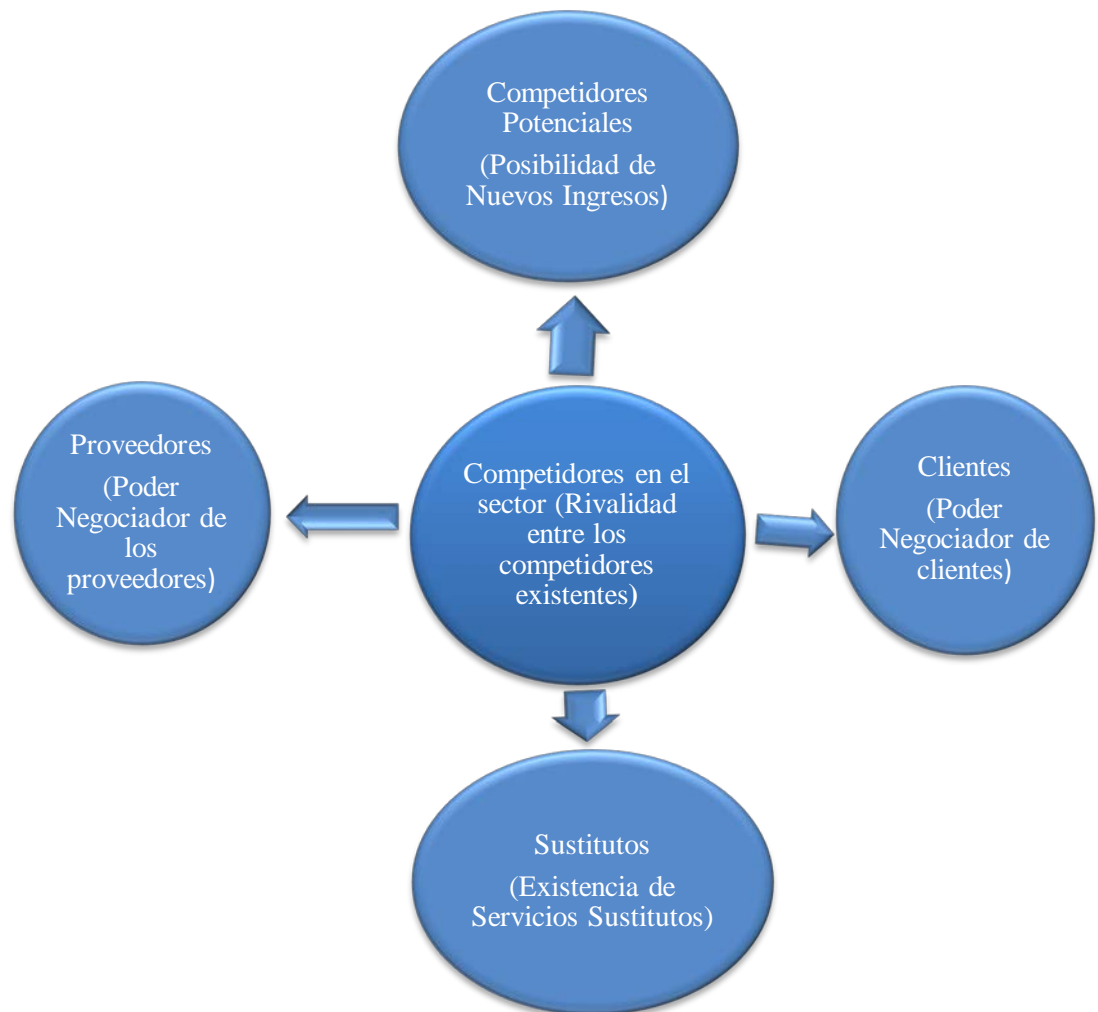 Competidores
Potenciales
(Posibilidad de
Nuevos Ingresos)
Proveedores
(Poder
Negociador de
los
proveedores)
Competidores en el
sector (Rivalidad
entre los
competidores
existentes)
Clientes
(Poder
Negociador de
clientes)
Sustitutos
(Existencia de
Servicios Sustitutos)